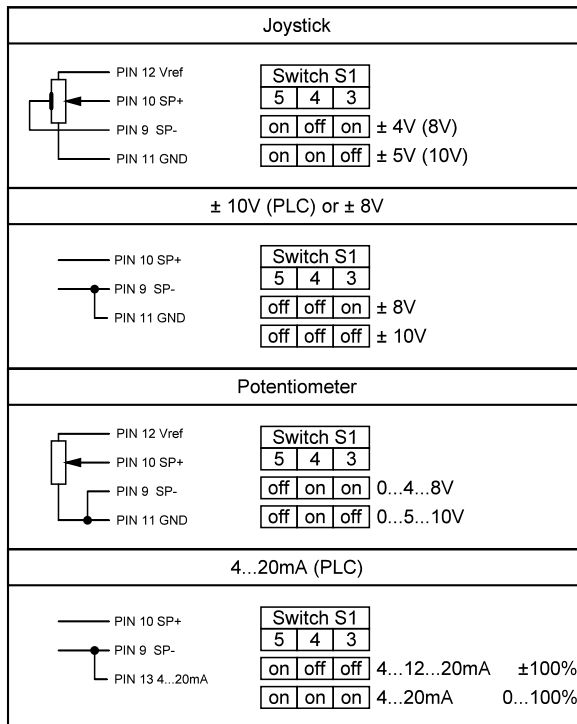 Joystick
PIN 12 Vref
PIN 10 SP+
PIN 9 SP-
PIN 11 GND
Switch S1
5 4 3
on off on ± 4V (8V)
on on off ± 5V (10V)
± 10V (PLC) or ± 8V
PIN 10 SP+
PIN 9 SP-
PIN 11 GND
Switch S1
5 4 3
off off on ± 8V
off off off ± 10V
Potentiometer
PIN 12 Vref
PIN 10 SP+
PIN 9 SP-
PIN 11 GND
Switch S1
5 4 3
off on on 0...4...8V
off on off 0...5...10V
4...20mA (PLC)
PIN 10 SP+
PIN 9 SP-
PIN 13 4...20mA
Switch S1
5 4 3
on off off 4...12...20mA ±100%
on on on 4...20mA 0...100%